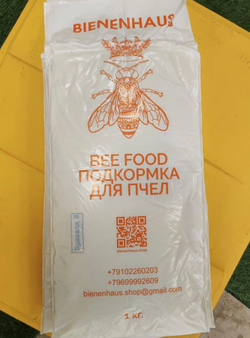 BIENENHAUS
BEE FOOD
ПОДКОРМКА
ДЛЯ ПЧЕЛ
+79102260203
+79699992609
bienenhaus.shop@gmail.com
1 КГ.